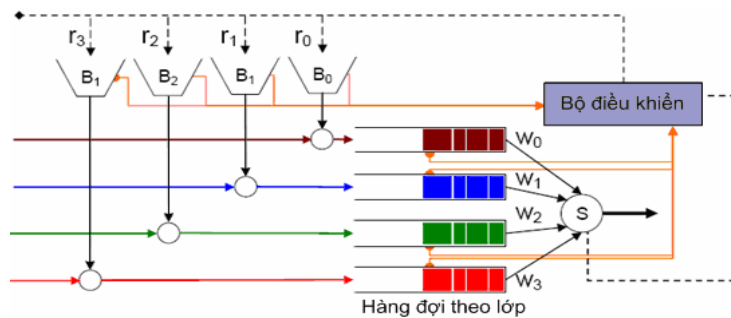 r3 r2 r1 r0
B1 B2 B1 B0
Bộ điều khiển
W0
W1
W2
S
W3
Hàng đợi theo lớp